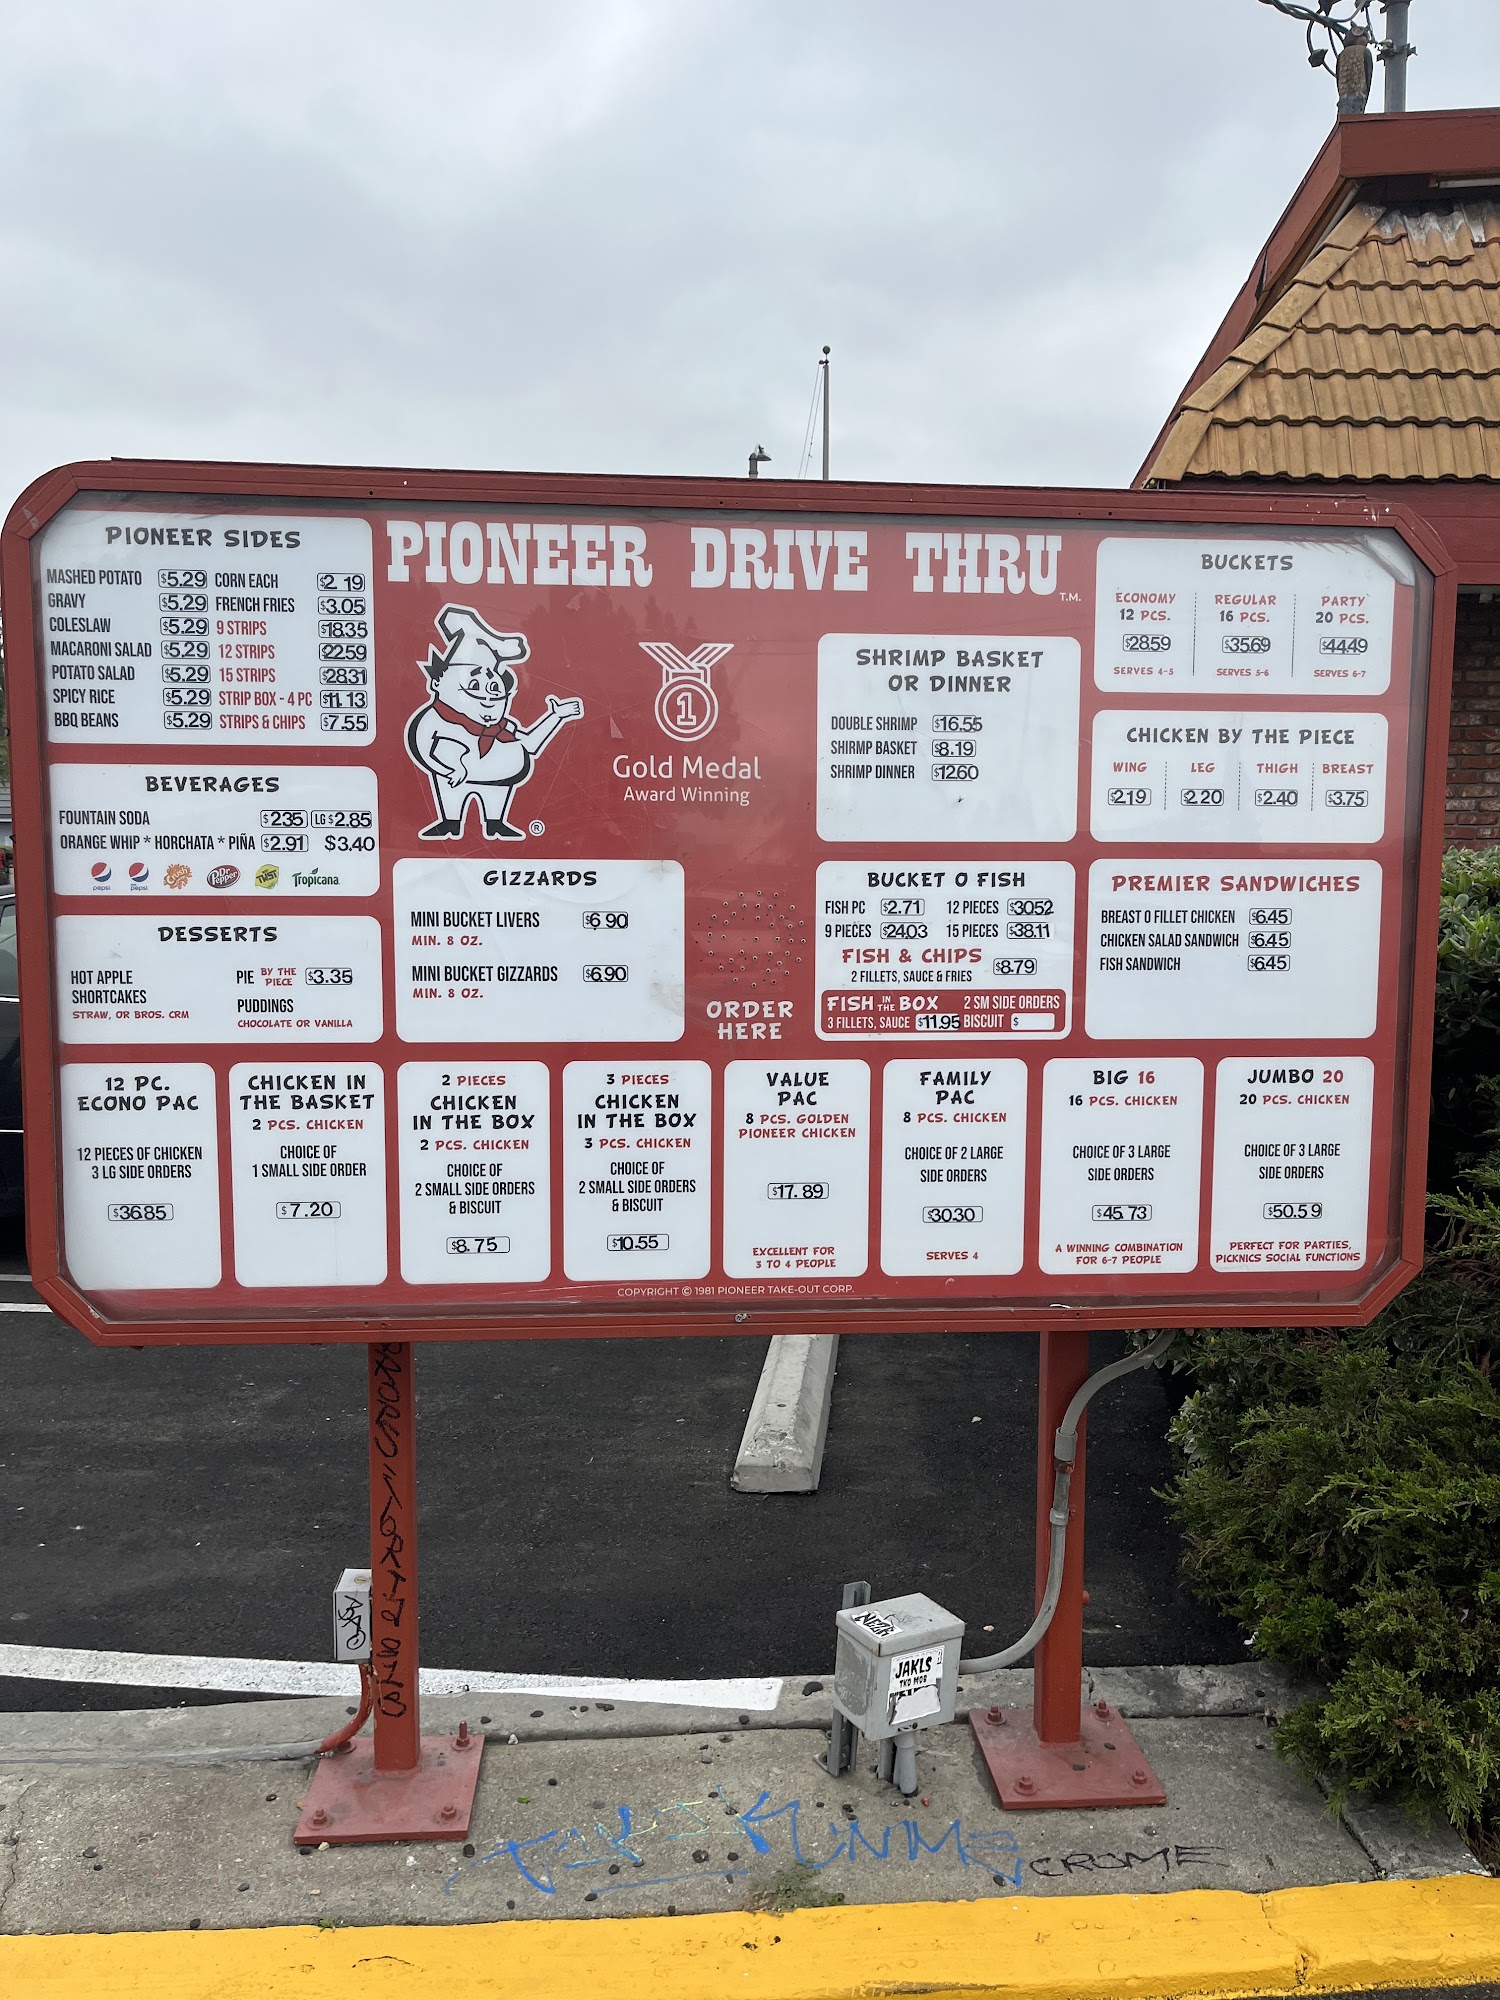 PIONEER DRIVE THRU T.M.
PIONEER SIDES
MASHED POTATO $5.29 CORN EACH $2 19
GRAVY $5.29 FRENCH FRIES $3.05
COLESLAW $5.29 9 STRIPS $18.35
MACARONI SALAD $5.29 12 STRIPS $22.59
POTATO SALAD $5.29 15 STRIPS $28.31
SPICY RICE $5.29 STRIP BOX - 4 PC $11.13
BBQ BEANS $5.29 STRIPS & CHIPS $7.55
BEVERAGES
FOUNTAIN SODA $2.35 LG $2.85
ORANGE WHIP * HORCHATA * PIÑA $2.91 $3.40
pepsi pepsi Crush Dr Pepper TWIST Tropicana
DESSERTS
HOT APPLE
SHORTCAKES
STRAW, OR BROS. CRM
PIE BY THE PIECE $3.35
PUDDINGS
CHOCOLATE OR VANILLA
®
1
Gold Medal
Award Winning
GIZZARDS
MINI BUCKET LIVERS $6 90
MIN. 8 OZ.
MINI BUCKET GIZZARDS $6.90
MIN. 8 OZ.
ORDER
HERE
SHRIMP BASKET
OR DINNER
DOUBLE SHRIMP $16.55
SHIRMP BASKET $8.19
SHRIMP DINNER $12.60
BUCKET O FISH
FISH PC $2.71 12 PIECES $30.52
9 PIECES $24.03 15 PIECES $38.11
FISH & CHIPS $8.79
2 FILLETS, SAUCE & FRIES
FISH IN THE BOX 2 SM SIDE ORDERS
3 FILLETS, SAUCE $11.95 BISCUIT $
BUCKETS
ECONOMY REGULAR PARTY
12 PCS. 16 PCS. 20 PCS.
$28.59 $35.69 $44.49
SERVES 4-5 SERVES 5-6 SERVES 6-7
CHICKEN BY THE PIECE
WING LEG THIGH BREAST
$2.19 $2.20 $2.40 $3.75
PREMIER SANDWICHES
BREAST O FILLET CHICKEN $6.45
CHICKEN SALAD SANDWICH $6.45
FISH SANDWICH $6.45
12 PC.
ECONO PAC
12 PIECES OF CHICKEN
3 LG SIDE ORDERS
$36.85
CHICKEN IN
THE BASKET
2 PCS. CHICKEN
CHOICE OF
1 SMALL SIDE ORDER
$7.20
2 PIECES
CHICKEN
IN THE BOX
2 PCS. CHICKEN
CHOICE OF
2 SMALL SIDE ORDERS
& BISCUIT
$8.75
3 PIECES
CHICKEN
IN THE BOX
3 PCS. CHICKEN
CHOICE OF
2 SMALL SIDE ORDERS
& BISCUIT
$10.55
VALUE
PAC
8 PCS. GOLDEN
PIONEER CHICKEN
$17.89
EXCELLENT FOR
3 TO 4 PEOPLE
FAMILY
PAC
8 PCS. CHICKEN
CHOICE OF 2 LARGE
SIDE ORDERS
$30.30
SERVES 4
BIG 16
16 PCS. CHICKEN
CHOICE OF 3 LARGE
SIDE ORDERS
$45.73
A WINNING COMBINATION
FOR 6-7 PEOPLE
JUMBO 20
20 PCS. CHICKEN
CHOICE OF 3 LARGE
SIDE ORDERS
$50.59
PERFECT FOR PARTIES,
PICKNICS SOCIAL FUNCTIONS
COPYRIGHT © 1981 PIONEER TAKE-OUT CORP.
JAKLS
TKO MOB
CROME